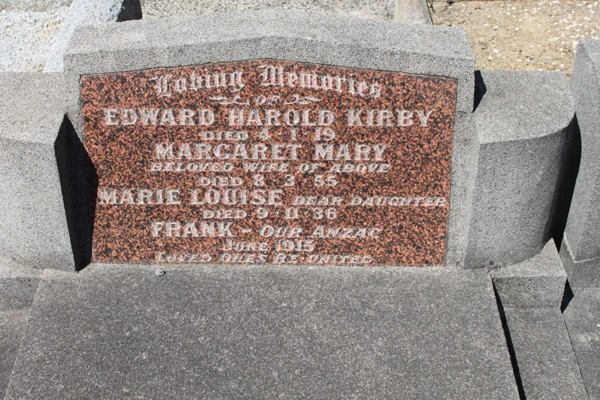 Loving Memories
OF
EDWARD HAROLD KIRBY
DIED 4·1·19
MARGARET MARY
BELOVED WIFE OF ABOVE
DIED 3·3·55
MARIE LOUISE DEAR DAUGHTER
DIED 9·11·36
FRANK – OUR ANZAC
JUNE 1915
LOVED ONES RE-UNITED